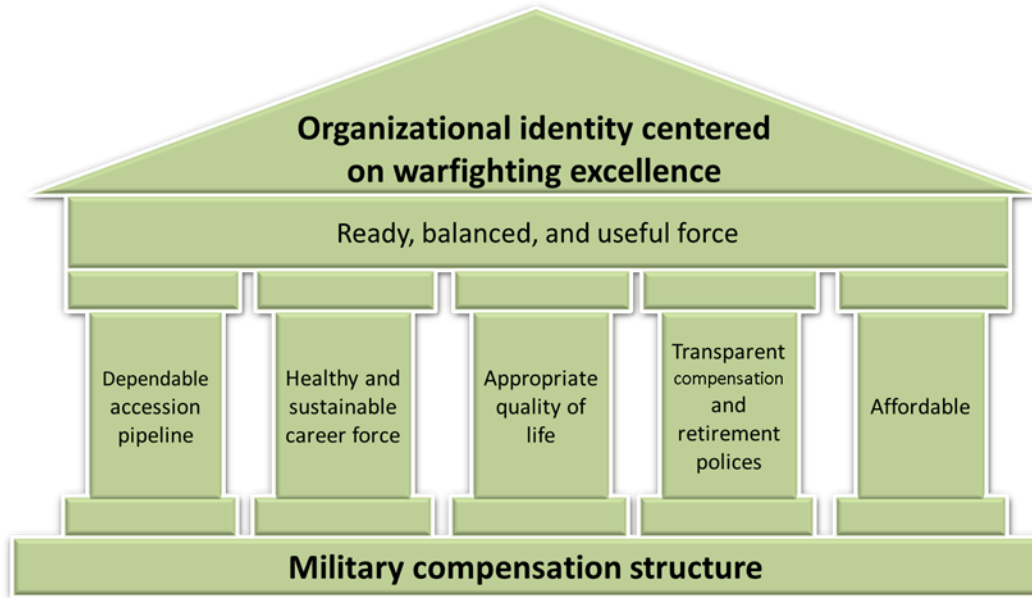 Organizational identity centered
on warfighting excellence
Ready, balanced, and useful force
Dependable
accession
pipeline
Healthy and
sustainable
career force
Appropriate
quality of
life
Transparent
compensation
and
retirement
polices
Affordable
Military compensation structure